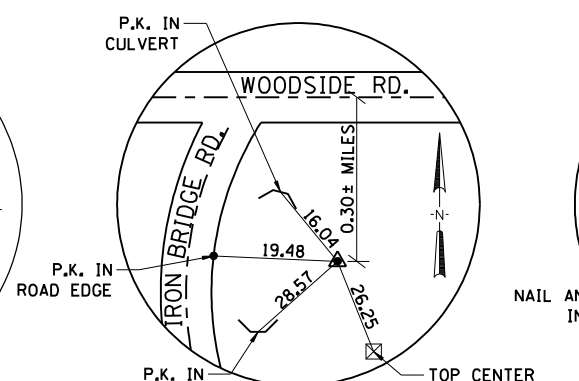 P.K. IN
CULVERT
WOODSIDE RD.
IRON BRIDGE RD.
0.30± MILES
16.04
19.48
-N-
P.K. IN
ROAD EDGE
28.57
26.25
NAIL AN
IN
P.K. IN
TOP CENTER